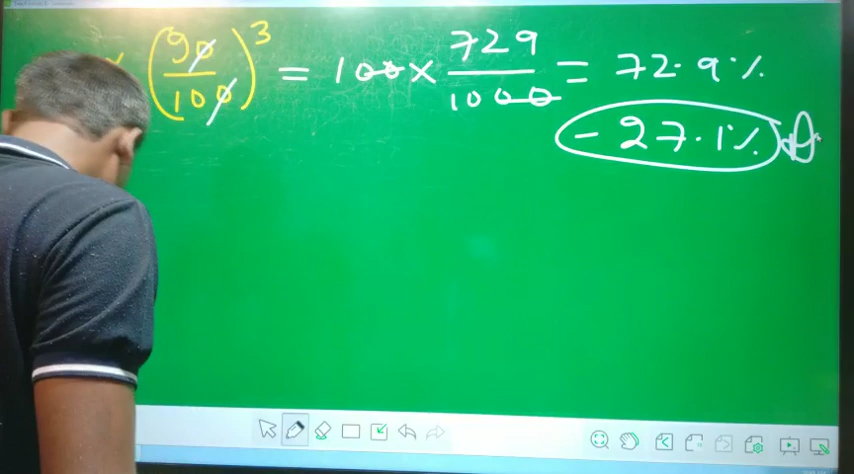 × (90/100)³ = 100 × 729/1000 = 72.9%
- 27.1%